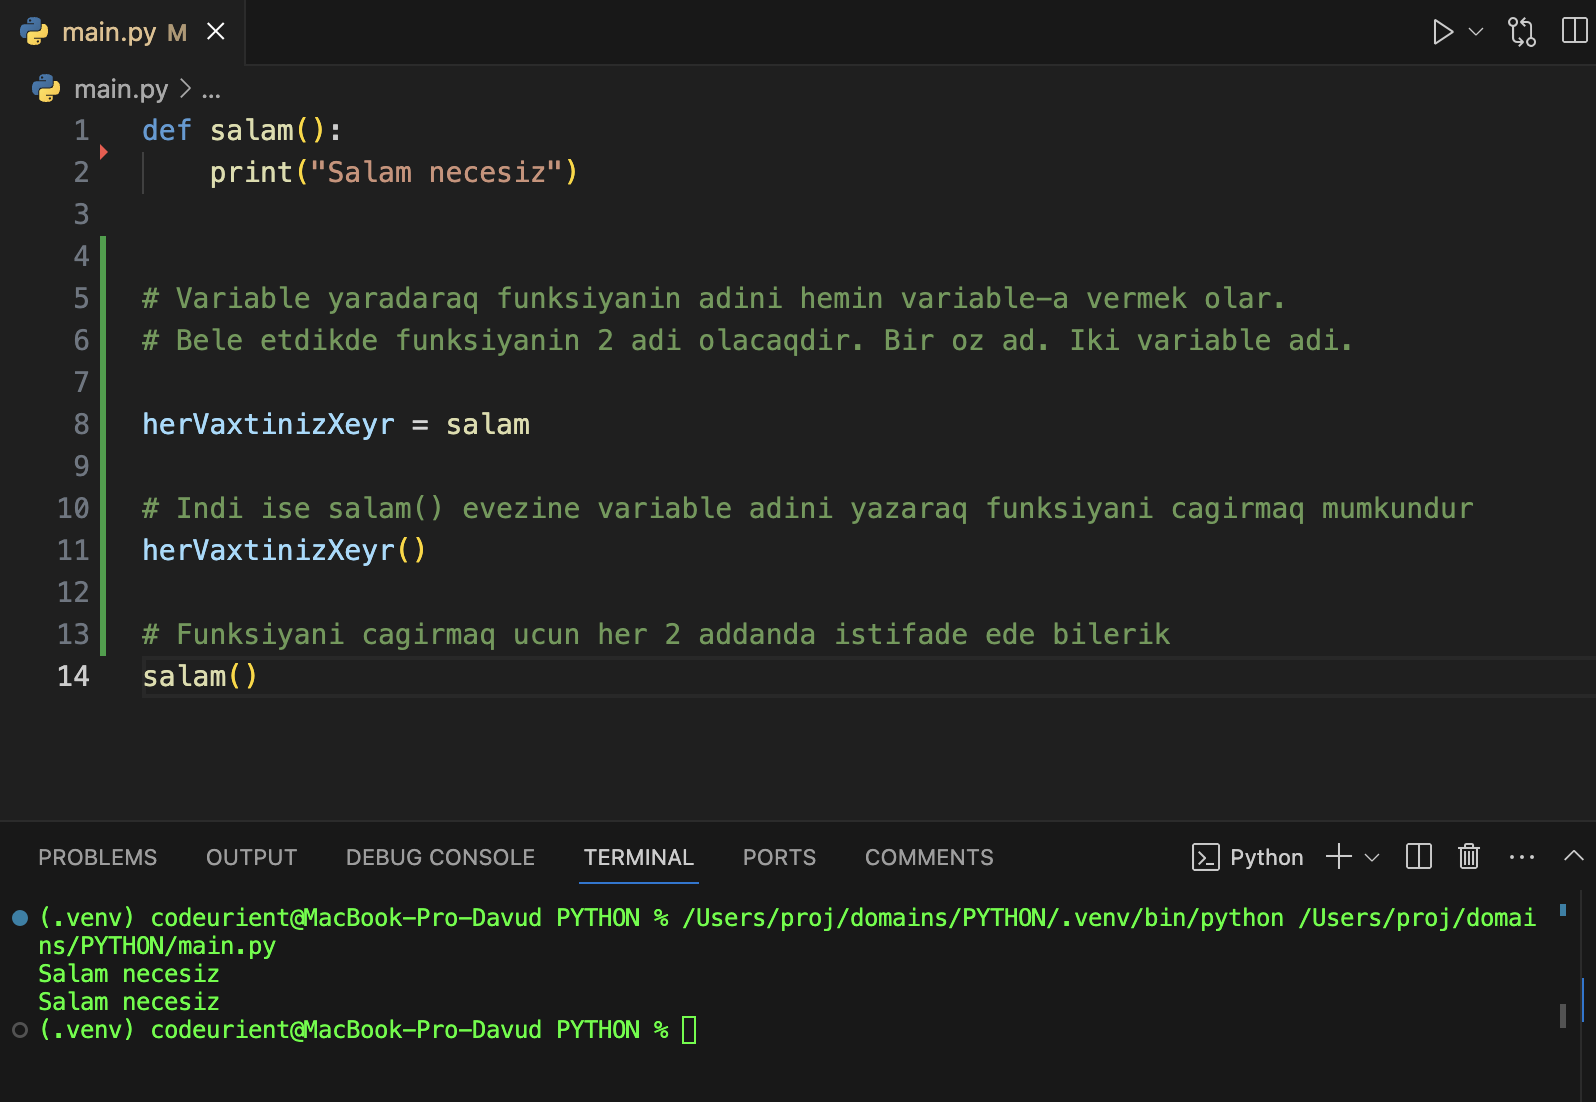 main.py M
main.py > ...
1 def salam():
2     print("Salam necesiz")
3
4
5 # Variable yaradaraq funksiyanin adini hemin variable-a vermek olar.
6 # Bele etdikde funksiyanin 2 adi olacaqdir. Bir oz ad. Iki variable adi.
7
8 herVaxtinizXeyr = salam
9
10 # Indi ise salam() evezine variable adini yazaraq funksiyani cagirmaq mumkundur
11 herVaxtinizXeyr()
12
13 # Funksiyani cagirmaq ucun her 2 addanda istifade ede bilerik
14 salam()
PROBLEMS OUTPUT DEBUG CONSOLE TERMINAL PORTS COMMENTS Python
(.venv) codeurient@MacBook-Pro-Davud PYTHON % /Users/proj/domains/PYTHON/.venv/bin/python /Users/proj/domai
ns/PYTHON/main.py
Salam necesiz
Salam necesiz
(.venv) codeurient@MacBook-Pro-Davud PYTHON %